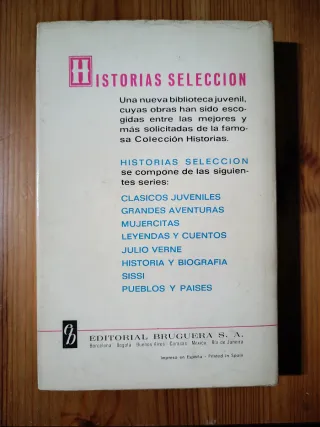 HISTORIAS SELECCION
Una nueva biblioteca juvenil,
cuyas obras han sido esco-
gidas entre las mejores y
más solicitadas de la famo-
sa Colección Historias.
HISTORIAS SELECCION
se compone de las siguien-
tes series:
CLASICOS JUVENILES
GRANDES AVENTURAS
MUJERCITAS
LEYENDAS Y CUENTOS
JULIO VERNE
HISTORIA Y BIOGRAFIA
SISSI
PUEBLOS Y PAISES
EDITORIAL BRUGUERA S. A.
Barcelona Bogotá Buenos Aires Caracas México Rio de Janeiro
Impreso en España - Printed in Spain